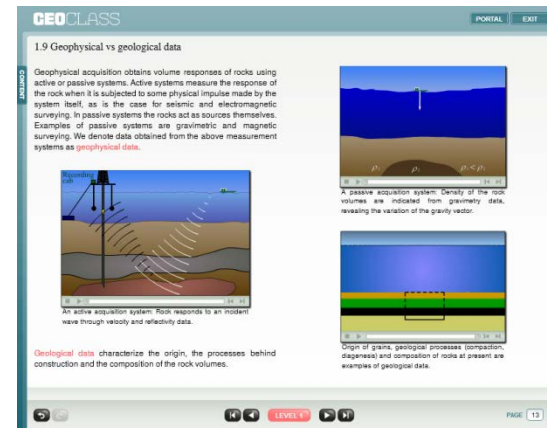 GEOCLASS
PORTAL
EXIT
1.9 Geophysical vs geological data
CONTENT
Geophysical acquisition obtains volume responses of rocks using
active or passive systems. Active systems measure the response of
the rock when it is subjected to some physical impulse made by the
system itself, as is the case for seismic and electromagnetic
surveying. In passive systems the rocks act as sources themselves.
Examples of passive systems are gravimetric and magnetic
surveying. We denote data obtained from the above measurement
systems as geophysical data.
Recording
cab
An active acquisition system: Rock responds to an incident
wave through velocity and reflectivity data.
Geological data characterize the origin, the processes behind
construction and the composition of the rock volumes.
A passive acquisition system: Density of the rock
volumes are indicated from gravimetry data,
revealing the variation of the gravity vector.
Origin of grains, geological processes (compaction,
diagenesis) and composition of rocks at present are
examples of geological data.
LEVEL 1
PAGE 13